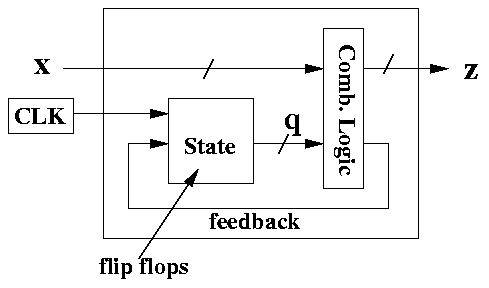 x
z
CLK
State
q
Comb. Logic
feedback
flip flops